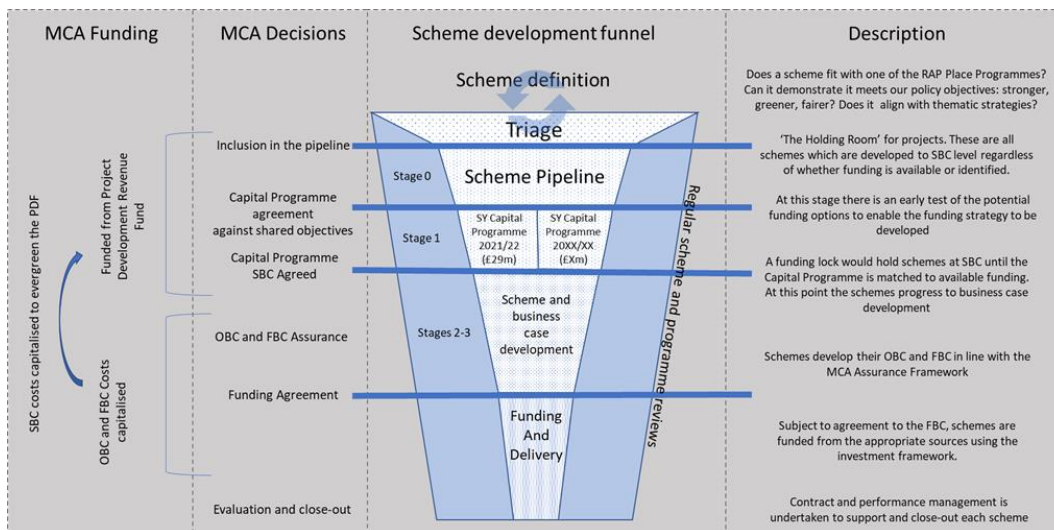 MCA Funding
MCA Decisions
Scheme development funnel
Description
Scheme definition
Does a scheme fit with one of the RAP Place Programmes?
Can it demonstrate it meets our policy objectives: stronger,
greener, fairer? Does it align with thematic strategies?
Triage
Inclusion in the pipeline
'The Holding Room' for projects. These are all
schemes which are developed to SBC level regardless
of whether funding is available or identified.
Stage 0
Scheme Pipeline
Capital Programme
agreement
against shared objectives
At this stage there is an early test of the potential
funding options to enable the funding strategy to be
developed
Stage 1
SY Capital
Programme
2021/22
(£29m)
SY Capital
Programme
20XX/XX
(£Xm)
Capital Programme
SBC Agreed
A funding lock would hold schemes at SBC until the
Capital Programme is matched to available funding.
At this point the schemes progress to business case
development
SBC costs capitalised to evergreen the PDF
Funded from Project
Development Revenue
Fund
OBC and FBC Costs
capitalised
OBC and FBC Assurance
Stages 2-3
Scheme and
business
case
development
Regular scheme and programme reviews
Schemes develop their OBC and FBC in line with the
MCA Assurance Framework
Funding Agreement
Funding
And
Delivery
Subject to agreement to the FBC, schemes are
funded from the appropriate sources using the
investment framework.
Evaluation and close-out
Contract and performance management is
undertaken to support and close-out each scheme